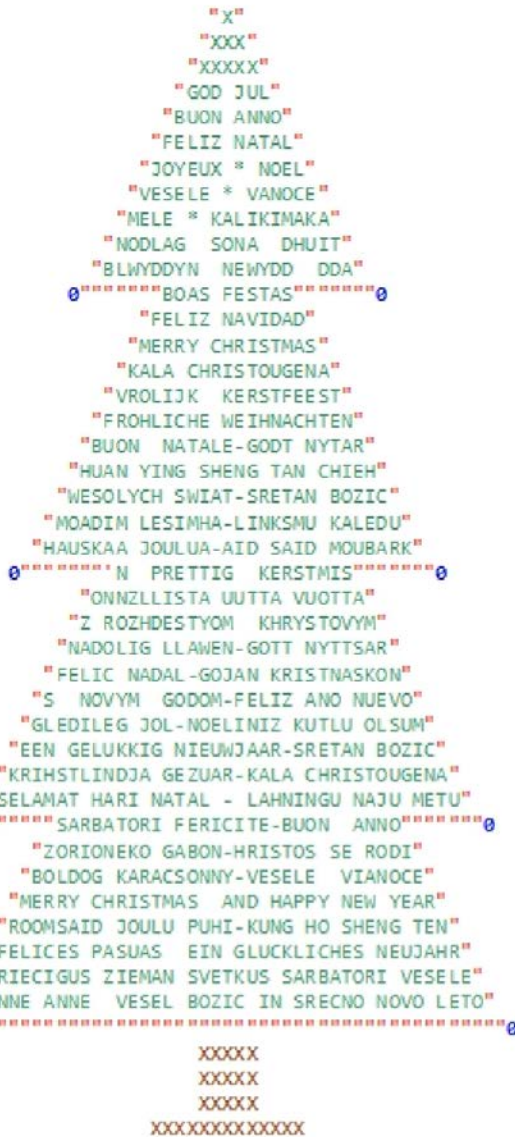 "X"
"XXX"
"XXXXX"
"GOD JUL"
"BUON ANNO"
"FELIZ NATAL"
"JOYEUX * NOEL"
"VESELE * VANOCE"
"MELE * KALIKIMAKA"
"NODLAG  SONA  DHUIT"
"BLWYDDYN  NEWYDD  DDA"
0"""""""BOAS FESTAS"""""""0
"FELIZ NAVIDAD"
"MERRY CHRISTMAS"
"KALA CHRISTOUGENA"
"VROLIJK  KERSTFEEST"
"FROHLICHE WEIHNACHTEN"
"BUON  NATALE-GODT NYTAR"
"HUAN YING SHENG TAN CHIEH"
"WESOLYCH SWIAT-SRETAN BOZIC"
"MOADIM LESIMHA-LINKSMU KALEDU"
"HAUSKAA JOULUA-AID SAID MOUBARK"
0"""""""'N  PRETTIG  KERSTMIS"""""""0
"ONNZLLISTA UUTTA VUOTTA"
"Z ROZHDESTYOM  KHRYSTOVYM"
"NADOLIG LLAWEN-GOTT NYTTSAR"
"FELIC NADAL-GOJAN KRISTNASKON"
"S  NOVYM  GODOM-FELIZ ANO NUEVO"
"GLEDILEG JOL-NOELINIZ KUTLU OLSUM"
"EEN GELUKKIG NIEUWJAAR-SRETAN BOZIC"
"KRIHSTLINDJA GEZUAR-KALA CHRISTOUGENA"
SELAMAT HARI NATAL - LAHNINGU NAJU METU"
"""""SARBATORI FERICITE-BUON  ANNO"""""""0
"ZORIONEKO GABON-HRISTOS SE RODI"
"BOLDOG KARACSONNY-VESELE  VIANOCE"
"MERRY CHRISTMAS  AND HAPPY NEW YEAR"
"ROOMSAID JOULU PUHI-KUNG HO SHENG TEN"
FELICES PASUAS  EIN GLUCKLICHES NEUJAHR"
RIECIGUS ZIEMAN SVETKUS SARBATORI VESELE"
NNE ANNE  VESEL BOZIC IN SRECNO NOVO LETO"
""""""""""""""""""""""""""""""""""""""""""0
XXXXX
XXXXX
XXXXX
XXXXXXXXXXXXX